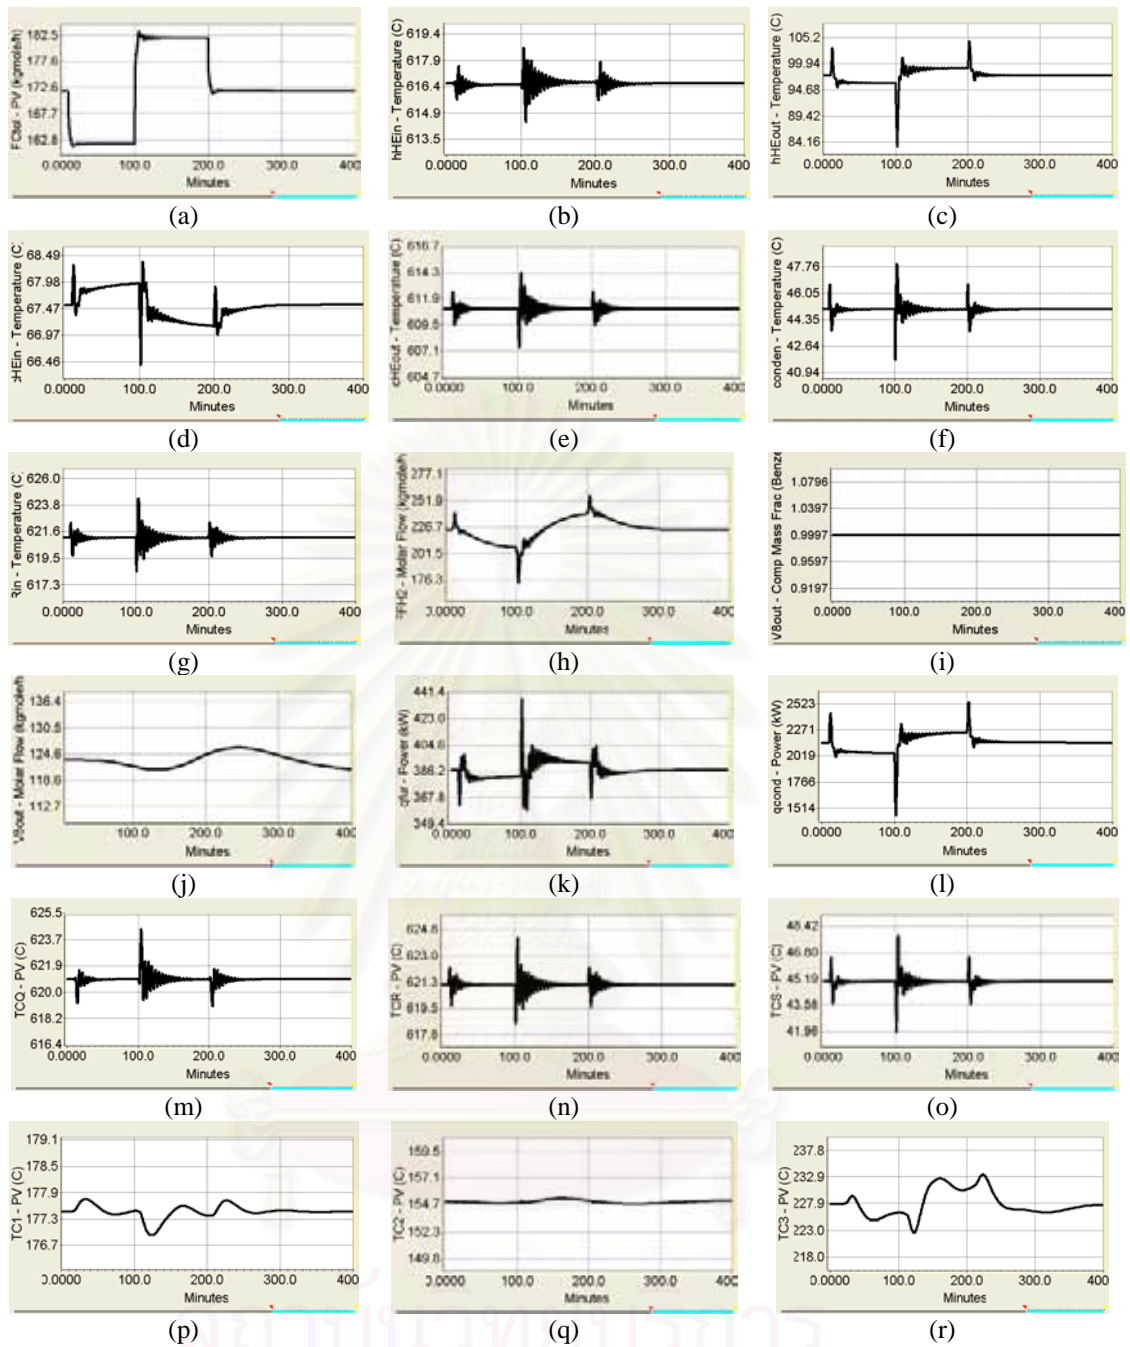 FCtol - PV (kgmole/h)
182.5
177.6
172.6
167.7
162.8
0.0000 100.0 200.0 300.0 400
Minutes
(a)
hHEin - Temperature (C)
619.4
617.9
616.4
614.9
613.5
0.0000 100.0 200.0 300.0 400
Minutes
(b)
hHEout - Temperature (C)
105.2
99.94
94.68
89.42
84.16
0.0000 100.0 200.0 300.0 400
Minutes
(c)
cHEin - Temperature (C)
68.49
67.98
67.47
66.97
66.46
0.0000 100.0 200.0 300.0 400
Minutes
(d)
cHEout - Temperature (C)
616.7
614.3
611.9
609.5
607.1
604.7
0.0000 100.0 200.0 300.0 400
Minutes
(e)
conden - Temperature (C)
47.76
46.05
44.35
42.64
40.94
0.0000 100.0 200.0 300.0 400
Minutes
(f)
Rin - Temperature (C)
626.0
623.8
621.6
619.5
617.3
0.0000 100.0 200.0 300.0 400
Minutes
(g)
FFH2 - Molar Flow (kgmole/h)
277.1
251.9
226.7
201.5
176.3
0.0000 100.0 200.0 300.0 400
Minutes
(h)
V8out - Comp Mass Frac (Benze
1.0796
1.0397
0.9997
0.9597
0.9197
0.0000 100.0 200.0 300.0 400
Minutes
(i)
V8out - Molar Flow (kgmole/h
136.4
130.5
124.6
118.6
112.7
100.0 200.0 300.0 400
Minutes
(j)
qfur - Power (kW)
441.4
423.0
404.6
386.2
367.8
349.4
0.0000 100.0 200.0 300.0 400
Minutes
(k)
qcond - Power (kW)
2523
2271
2019
1766
1514
0.0000 100.0 200.0 300.0 400
Minutes
(l)
TCQ - PV (C)
625.5
623.7
621.9
620.0
618.2
616.4
0.0000 100.0 200.0 300.0 400
Minutes
(m)
TCR - PV (C)
624.8
623.0
621.3
619.5
617.8
0.0000 100.0 200.0 300.0 400
Minutes
(n)
TCS - PV (C)
48.42
46.80
45.19
43.58
41.96
0.0000 100.0 200.0 300.0 400
Minutes
(o)
TC1 - PV (C)
179.1
178.5
177.9
177.3
176.7
0.0000 100.0 200.0 300.0 400
Minutes
(p)
TC2 - PV (C)
159.5
157.1
154.7
152.3
149.8
0.0000 100.0 200.0 300.0 400
Minutes
(q)
TC3 - PV (C)
237.8
232.9
227.9
223.0
218.0
0.0000 100.0 200.0 300.0 400
Minutes
(r)